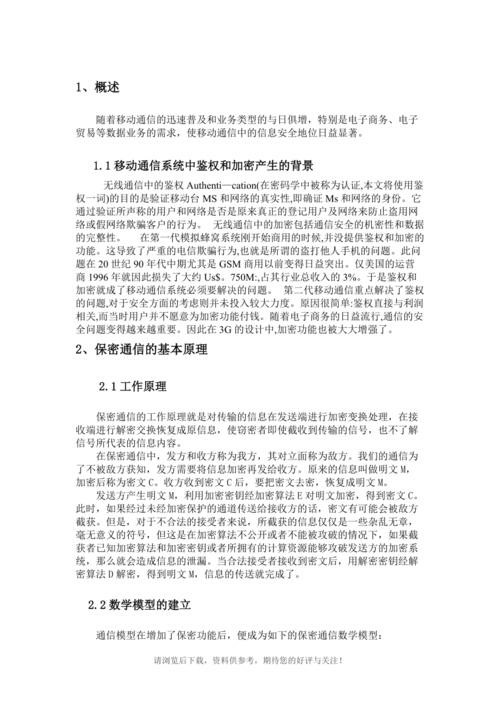 1、概述
随着移动通信的迅速普及和业务类型的与日俱增，特别是电子商务、电子
贸易等数据业务的需求，使移动通信中的信息安全地位日益显著。
1.1移动通信系统中鉴权和加密产生的背景
无线通信中的鉴权 Authenti—cation(在密码学中被称为认证,本文将使用鉴
权一词)的目的是验证移动台 MS 和网络的真实性,即确证 Ms 和网络的身份。它
通过验证所声称的用户和网络是否是原来真正的登记用户及网络来防止盗用网
络或假网络欺骗客户的行为。 无线通信中的加密包括通信安全的机密性和数据
的完整性。 在第一代模拟蜂窝系统刚开始商用的时候,并没提供鉴权和加密的
功能。这导致了严重的电信欺骗行为,也就是所谓的盗打他人手机的问题。此问
题在 20 世纪 90 年代中期尤其是 GSM 商用以前变得日益突出。仅美国的运营
商 1996 年就因此损失了大约 Us$。750M:,占其行业总收入的 3%。于是鉴权和
加密就成了移动通信系统必须要解决的问题。 第二代移动通信重点解决了鉴权
的问题,对于安全方面的考虑则并未投入较大力度。原因很简单:鉴权直接与利润
相关,而当时用户并不愿意为加密功能付钱。随着电子商务的日益流行,通信的安
全问题变得越来越重要。因此在 3G 的设计中,加密功能也被大大增强了。
2、保密通信的基本原理
2.1工作原理
保密通信的工作原理就是对传输的信息在发送端进行加密变换处理，在接
收端进行解密交换恢复成原信息，使窃密者即使截收到传输的信号，也不了解
信号所代表的信息内容。
在保密通信中，发方和收方称为我方，其对立面称为敌方。我们的通信为
了不被敌方获知，发方需要将信息加密再发给收方。原来的信息叫做明文 M，
加密后称为密文 C。收方收到密文 C 后，要把密文去密，恢复成明文 M。
发送方产生明文 M，利用加密密钥经加密算法 E 对明文加密，得到密文 C。
此时，如果经过未经加密保护的通道传送给接收方的话，密文有可能会被敌方
截获。但是，对于不合法的接受者来说，所截获的信息仅仅是一些杂乱无章，
毫无意义的符号，但这是在加密算法不公开或者不能被攻破的情况下，如果截
获者已知加密算法和加密密钥或者所拥有的计算资源能够攻破发送方的加密系
统，那么就会造成信息的泄漏。当合法接受者接收到密文后，用解密密钥经解
密算法 D 解密，得到明文 M，信息的传送就完成了。
2.2数学模型的建立
通信模型在增加了保密功能后，便成为如下的保密通信数学模型：
请浏览后下载，资料供参考，期待您的好评与关注！